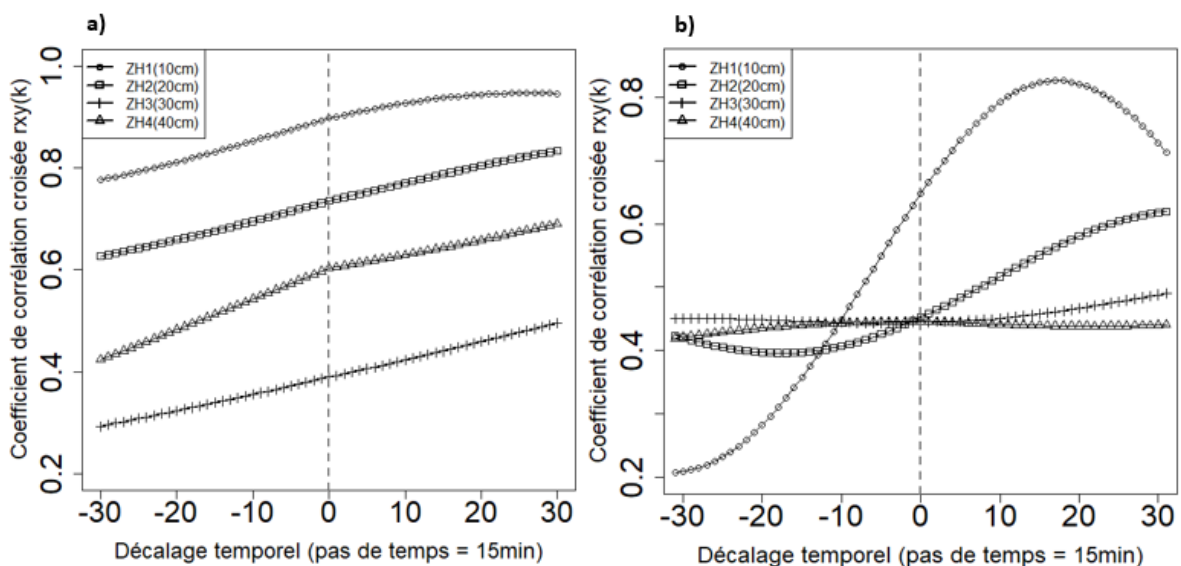 a)
ZH1(10cm)
ZH2(20cm)
ZH3(30cm)
ZH4(40cm)
1.0
0.8
0.6
0.4
0.2
Coefficient de corrélation croisée rxy(k)
-30 -20 -10 0 10 20 30
Décalage temporel (pas de temps = 15min)
b)
ZH1(10cm)
ZH2(20cm)
ZH3(30cm)
ZH4(40cm)
0.8
0.6
0.4
0.2
Coefficient de corrélation croisée rxy(k)
-30 -20 -10 0 10 20 30
Décalage temporel (pas de temps = 15min)